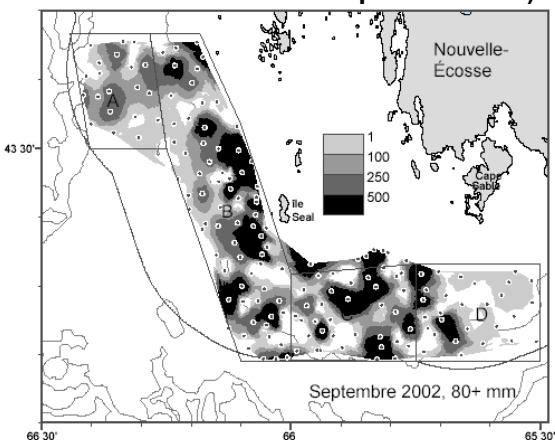 Nouvelle-
Écosse
A
1
100
250
500
43 30'
Cape
Sable
île
Seal
B
D
Septembre 2002, 80+ mm
66 30'
66
65 30'